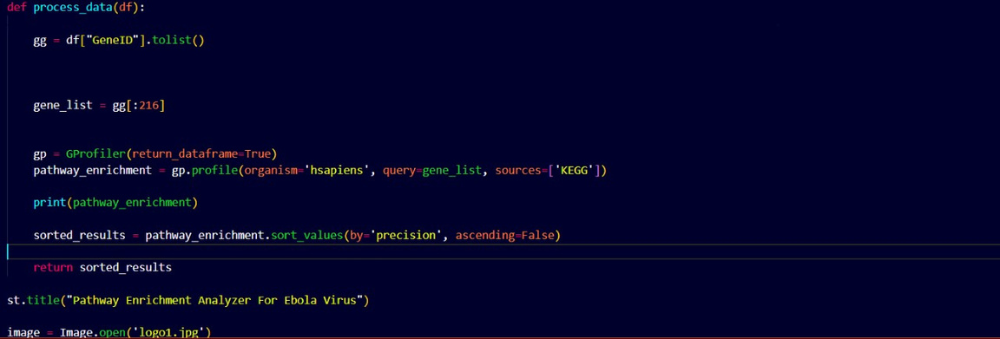 def process_data(df):
gg = df["GeneID"].tolist()
gene_list = gg[:216]
gp = GProfiler(return_dataframe=True)
pathway_enrichment = gp.profile(organism='hsapiens', query=gene_list, sources=['KEGG'])
print(pathway_enrichment)
sorted_results = pathway_enrichment.sort_values(by='precision', ascending=False)
return sorted_results
st.title("Pathway Enrichment Analyzer For Ebola Virus")
image = Image.open('logo1.jpg')